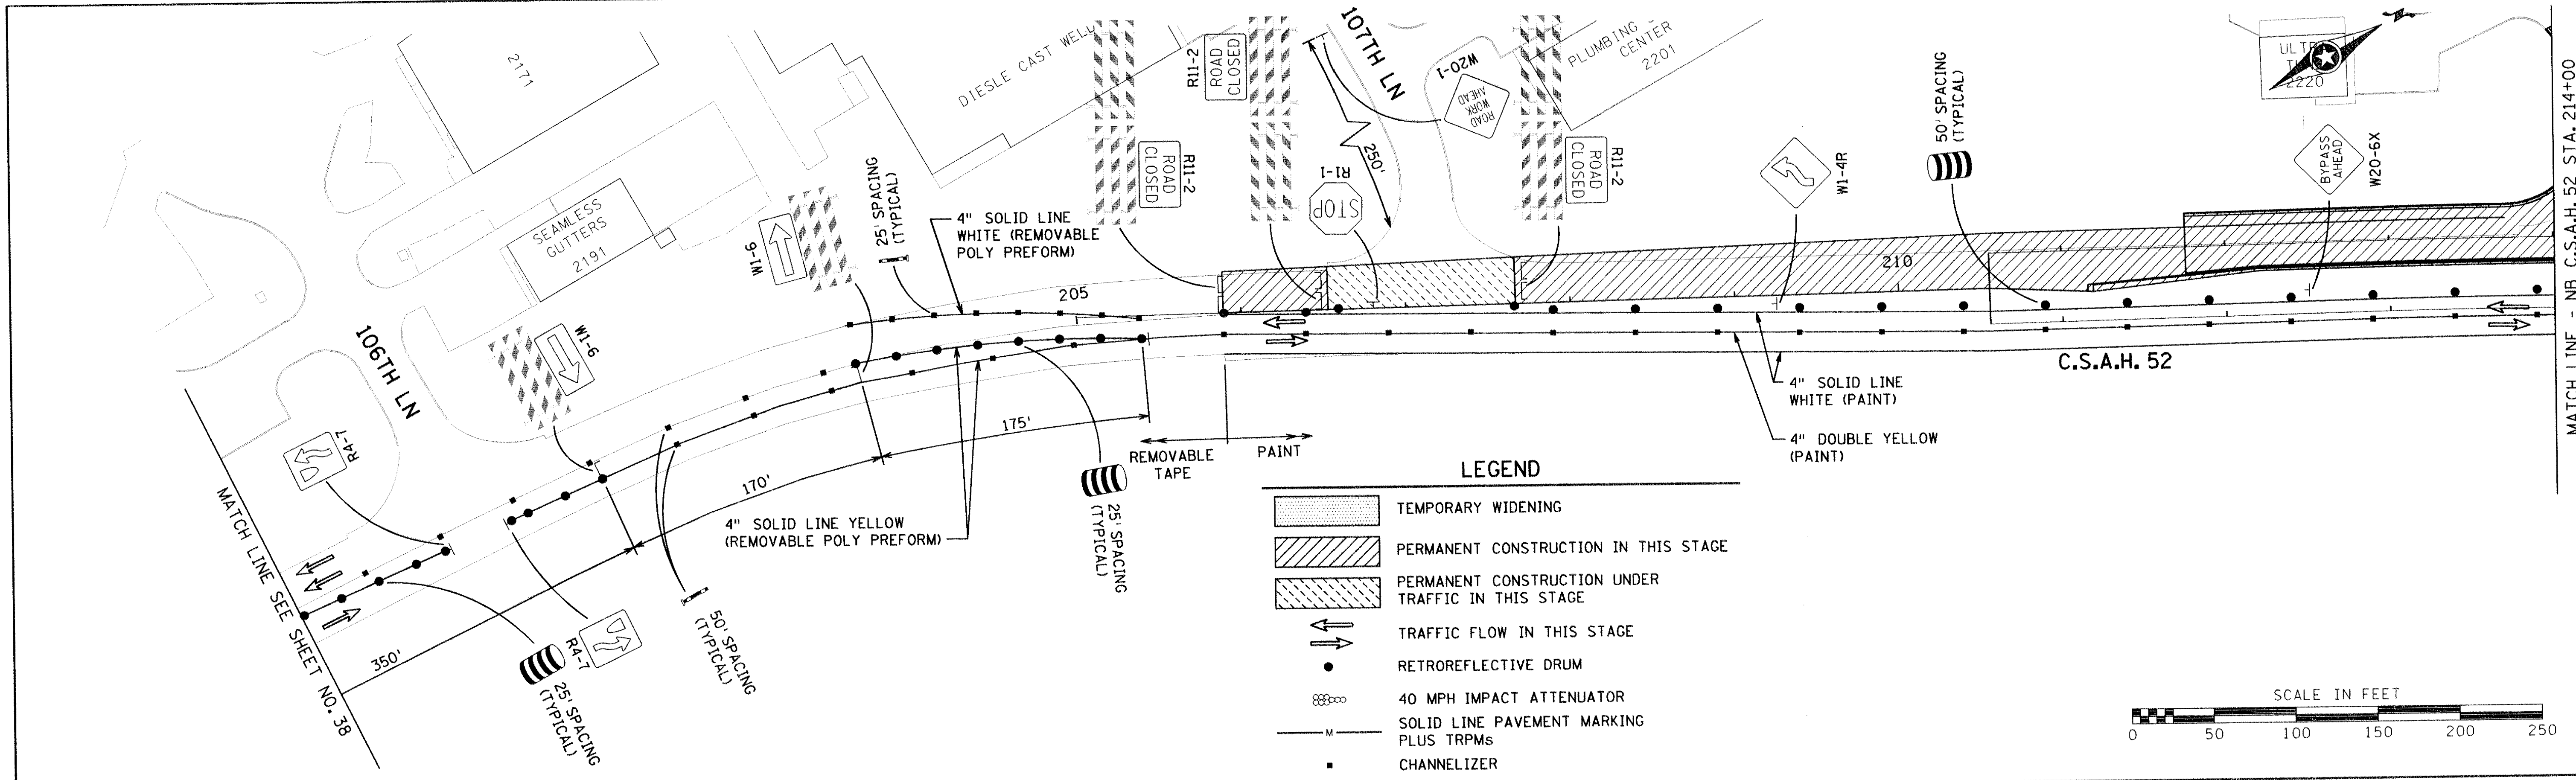 2171
DIESLE CAST WEL
R11-2
ROAD
CLOSED
107TH LN
W20-1
ROAD
WORK
AHEAD
PLUMBING
CENTER
2201
50' SPACING
(TYPICAL)
2220
MATCH LINE - NB C.S.A.H. 52 STA. 214+00
SEAMLESS
GUTTERS
2191
W1-6
25' SPACING
(TYPICAL)
4" SOLID LINE
WHITE (REMOVABLE
POLY PREFORM)
ROAD
CLOSED
R11-2
R1-1
STOP
250'
ROAD
CLOSED
R11-2
W1-4R
BYPASS
AHEAD
W20-6X
205
210
106TH LN
W1-6
R4-7
175'
170'
350'
REMOVABLE
TAPE
PAINT
C.S.A.H. 52
4" SOLID LINE
WHITE (PAINT)
4" DOUBLE YELLOW
(PAINT)
4" SOLID LINE YELLOW
(REMOVABLE POLY PREFORM)
25' SPACING
(TYPICAL)
50' SPACING
(TYPICAL)
R4-7
25' SPACING
(TYPICAL)
MATCH LINE SEE SHEET NO. 38
LEGEND
TEMPORARY WIDENING
PERMANENT CONSTRUCTION IN THIS STAGE
PERMANENT CONSTRUCTION UNDER
TRAFFIC IN THIS STAGE
TRAFFIC FLOW IN THIS STAGE
RETROREFLECTIVE DRUM
40 MPH IMPACT ATTENUATOR
M
SOLID LINE PAVEMENT MARKING
PLUS TRPMs
CHANNELIZER
SCALE IN FEET
0 50 100 150 200 250